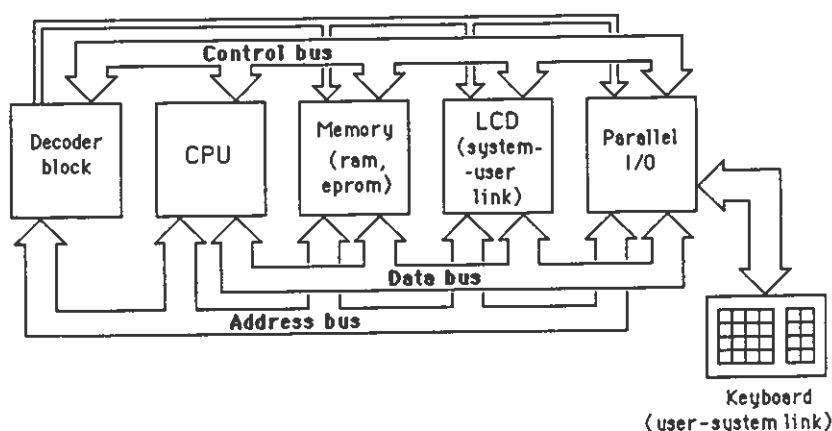 Control bus
Decoder
block
CPU
Memory
(ram,
eprom)
LCD
(system-
-user
link)
Parallel
I/O
Data bus
Address bus
Keyboard
(user-system link)